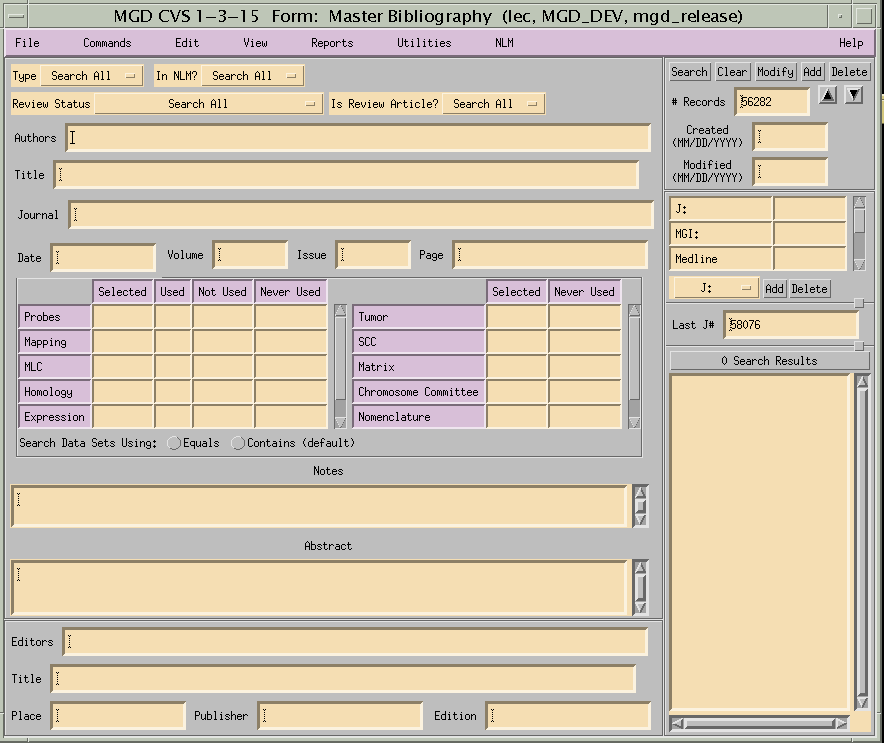 MGD CVS 1-3-15 Form: Master Bibliography (lec, MGD_DEV, mgd_release)
File Commands Edit View Reports Utilities NLM Help
Type Search All In NLM? Search All
Review Status Search All Is Review Article? Search All
Authors
Title
Journal
Date Volume Issue Page
Selected Used Not Used Never Used
Probes
Mapping
MLC
Homology
Expression
Selected Never Used
Tumor
SCC
Matrix
Chromosome Committee
Nomenclature
Search Data Sets Using: Equals Contains (default)
Notes
Abstract
Editors
Title
Place Publisher Edition
Search Clear Modify Add Delete
# Records 56282
Created
(MM/DD/YYYY)
Modified
(MM/DD/YYYY)
J:
MGI:
Medline
J: Add Delete
Last J# 58076
0 Search Results